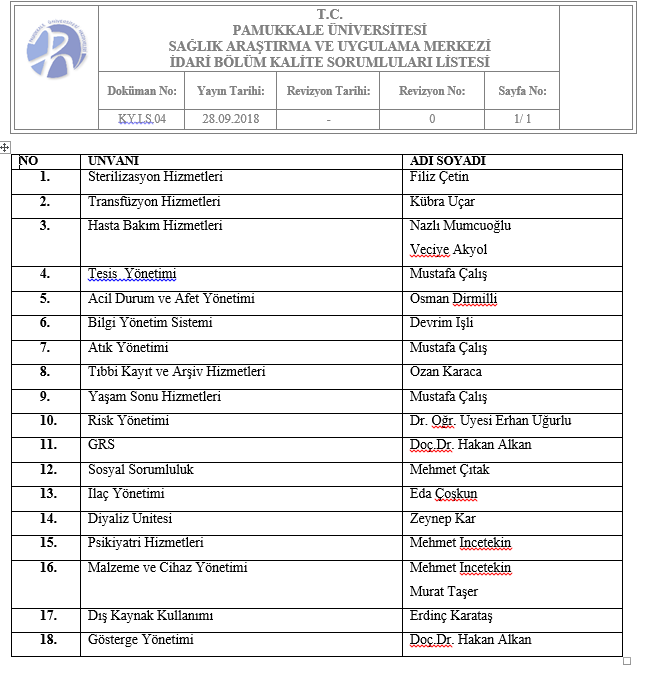 T.C.
PAMUKKALE ÜNİVERSİTESİ
SAĞLIK ARAŞTIRMA VE UYGULAMA MERKEZİ
İDARİ BÖLÜM KALİTE SORUMLULARI LİSTESİ
Doküman No: Yayın Tarihi: Revizyon Tarihi: Revizyon No: Sayfa No:
KY.LS.04 28.09.2018 - 0 1/ 1
NO UNVANI ADI SOYADI
1. Sterilizasyon Hizmetleri Filiz Çetin
2. Transfüzyon Hizmetleri Kübra Uçar
3. Hasta Bakım Hizmetleri Nazlı Mumcuoğlu
Veciye Akyol
4. Tesis Yönetimi Mustafa Çalış
5. Acil Durum ve Afet Yönetimi Osman Dirmilli
6. Bilgi Yönetim Sistemi Devrim Işli
7. Atık Yönetimi Mustafa Çalış
8. Tıbbi Kayıt ve Arşiv Hizmetleri Ozan Karaca
9. Yaşam Sonu Hizmetleri Mustafa Çalış
10. Risk Yönetimi Dr. Oğr. Uyesi Erhan Uğurlu
11. GRS Doç.Dr. Hakan Alkan
12. Sosyal Sorumluluk Mehmet Çıtak
13. Ilaç Yönetimi Eda Çoşkun
14. Diyaliz Unitesi Zeynep Kar
15. Psikiyatri Hizmetleri Mehmet Incetekin
16. Malzeme ve Cihaz Yönetimi Mehmet Incetekin
Murat Taşer
17. Dış Kaynak Kullanımı Erdinç Karataş
18. Gösterge Yönetimi Doç.Dr. Hakan Alkan